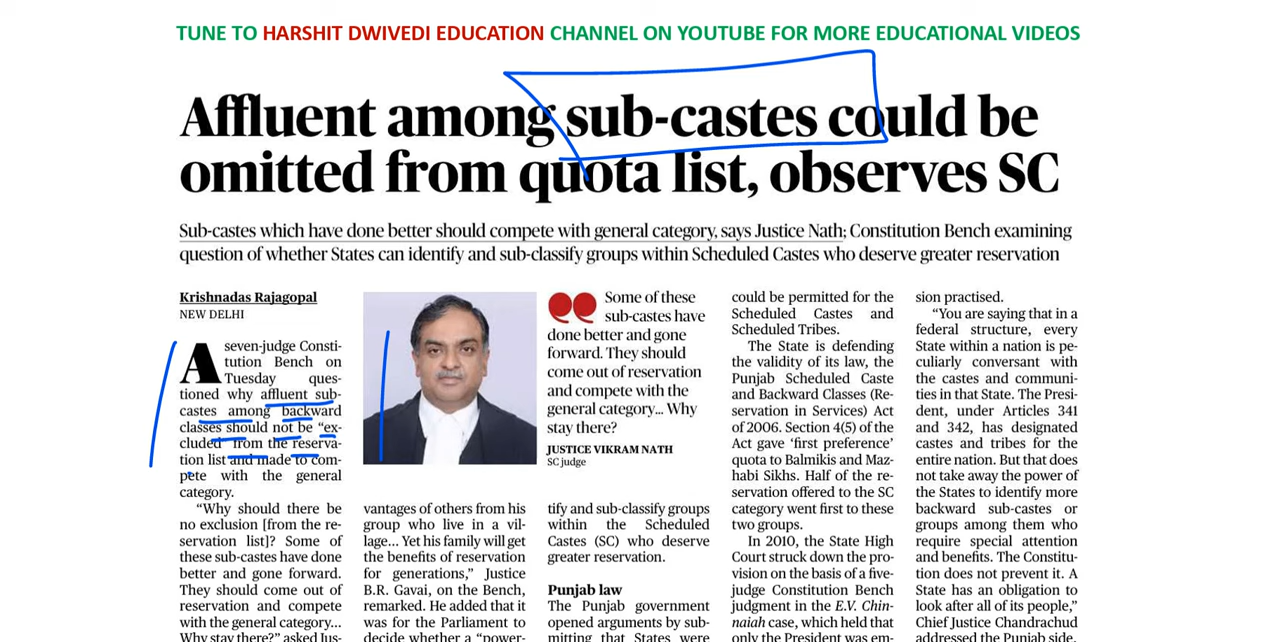 TUNE TO HARSHIT DWIVEDI EDUCATION CHANNEL ON YOUTUBE FOR MORE EDUCATIONAL VIDEOS
Affluent among sub-castes could be
omitted from quota list, observes SC
Sub-castes which have done better should compete with general category, says Justice Nath; Constitution Bench examining
question of whether States can identify and sub-classify groups within Scheduled Castes who deserve greater reservation
Krishnadas Rajagopal
NEW DELHI
A seven-judge Consti-
tution Bench on
Tuesday ques-
tioned why affluent sub-
castes among backward
classes should not be “ex-
cluded” from the reserva-
tion list and made to com-
pete with the general
category.
“Why should there be
no exclusion [from the re-
servation list]? Some of
these sub-castes have done
better and gone forward.
They should come out of
reservation and compete
with the general category...
Why stay there?” asked Jus-
vantages of others from his
group who live in a vil-
lage... Yet his family will get
the benefits of reservation
for generations,” Justice
B.R. Gavai, on the Bench,
remarked. He added that it
was for the Parliament to
decide whether a “power-
Some of these
sub-castes have
done better and gone
forward. They should
come out of reservation
and compete with the
general category... Why
stay there?
JUSTICE VIKRAM NATH
SC judge
tify and sub-classify groups
within the Scheduled
Castes (SC) who deserve
greater reservation.
Punjab law
The Punjab government
opened arguments by sub-
mitting that States were
could be permitted for the
Scheduled Castes and
Scheduled Tribes.
The State is defending
the validity of its law, the
Punjab Scheduled Caste
and Backward Classes (Re-
servation in Services) Act
of 2006. Section 4(5) of the
Act gave ‘first preference’
quota to Balmikis and Maz-
habi Sikhs. Half of the re-
servation offered to the SC
category went first to these
two groups.
In 2010, the State High
Court struck down the pro-
vision on the basis of a five-
judge Constitution Bench
judgment in the E.V. Chin-
naiah case, which held that
only the President was em-
sion practised.
“You are saying that in a
federal structure, every
State within a nation is pe-
culiarly conversant with
the castes and communi-
ties in that State. The Presi-
dent, under Articles 341
and 342, has designated
castes and tribes for the
entire nation. But that does
not take away the power of
the States to identify more
backward sub-castes or
groups among them who
require special attention
and benefits. The Constitu-
tion does not prevent it. A
State has an obligation to
look after all of its people,”
Chief Justice Chandrachud
addressed the Punjab side.